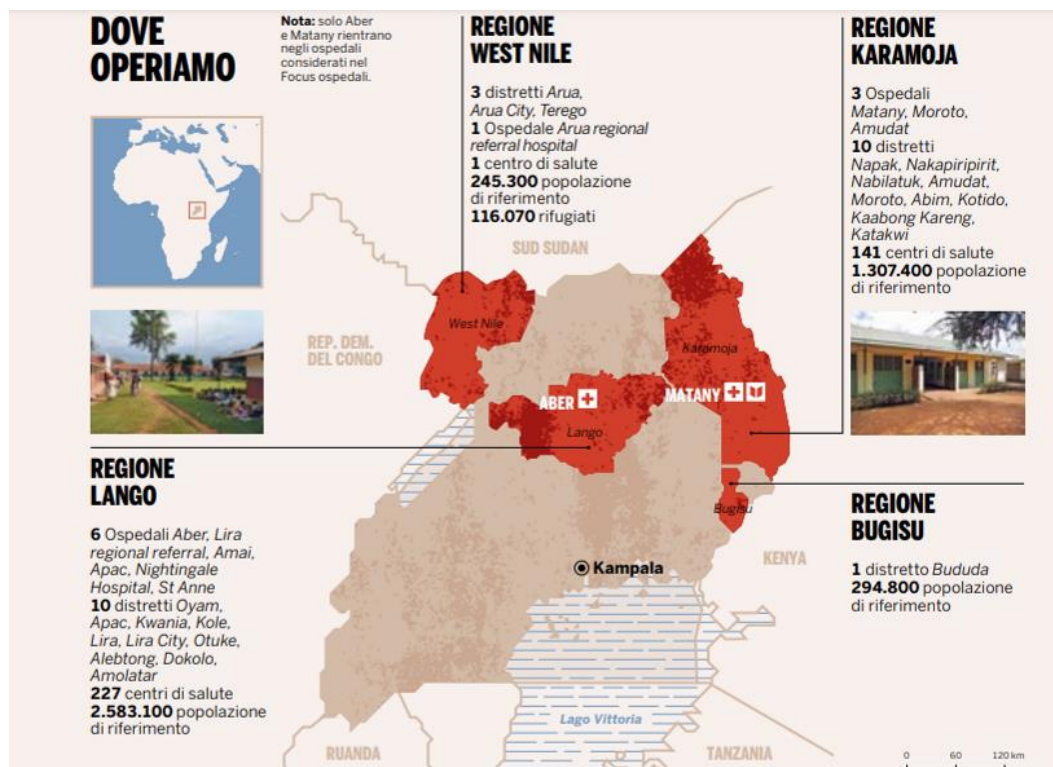 DOVE
OPERIAMO
Nota: solo Aber
e Matany rientrano
negli ospedali
considerati nel
Focus ospedali.
REGIONE
WEST NILE
3 distretti Arua,
Arua City, Terego
1 Ospedale Arua regional
referral hospital
1 centro di salute
245.300 popolazione
di riferimento
116.070 rifugiati
REGIONE
KARAMOJA
3 Ospedali
Matany, Moroto,
Amudat
10 distretti
Napak, Nakapiripirit,
Nabilatuk, Amudat,
Moroto, Abim, Kotido,
Kaabong Kareng,
Katakwi
141 centri di salute
1.307.400 popolazione
di riferimento
SUD SUDAN
West Nile
REP. DEM.
DEL CONGO
Karamoja
ABER
MATANY
Lango
Bugisu
Kampala
KENYA
Lago Vittoria
RUANDA
TANZANIA
REGIONE
LANGO
6 Ospedali Aber, Lira
regional referral, Amai,
Apac, Nightingale
Hospital, St Anne
10 distretti Oyam,
Apac, Kwania, Kole,
Lira, Lira City, Otuke,
Alebtong, Dokolo,
Amolatar
227 centri di salute
2.583.100 popolazione
di riferimento
REGIONE
BUGISU
1 distretto Bududa
294.800 popolazione
di riferimento
0 60 120 km